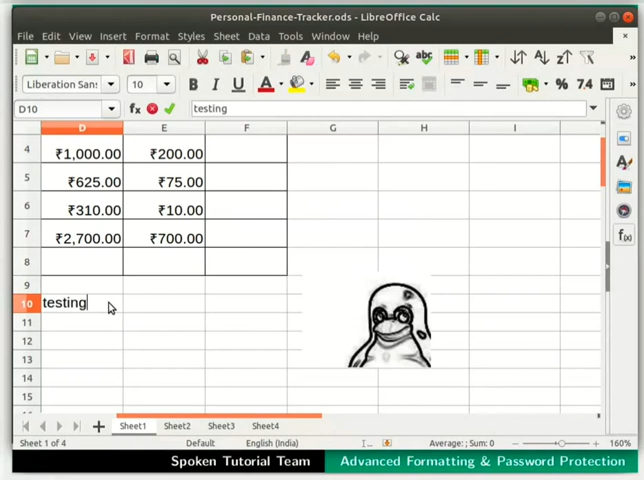 Personal-Finance-Tracker.ods - LibreOffice Calc
File Edit View Insert Format Styles Sheet Data Tools Window Help
Liberation Sans 10 B I U A % 7.4
D10 fx testing
D E F G H I
4 ₹1,000.00 ₹200.00
5 ₹625.00 ₹75.00
6 ₹310.00 ₹10.00
7 ₹2,700.00 ₹700.00
8
9
10 testing
11
12
13
14
15
Sheet1 Sheet2 Sheet3 Sheet4
Sheet 1 of 4 Default English (India) Average: ; Sum: 0 160%
Spoken Tutorial Team Advanced Formatting & Password Protection